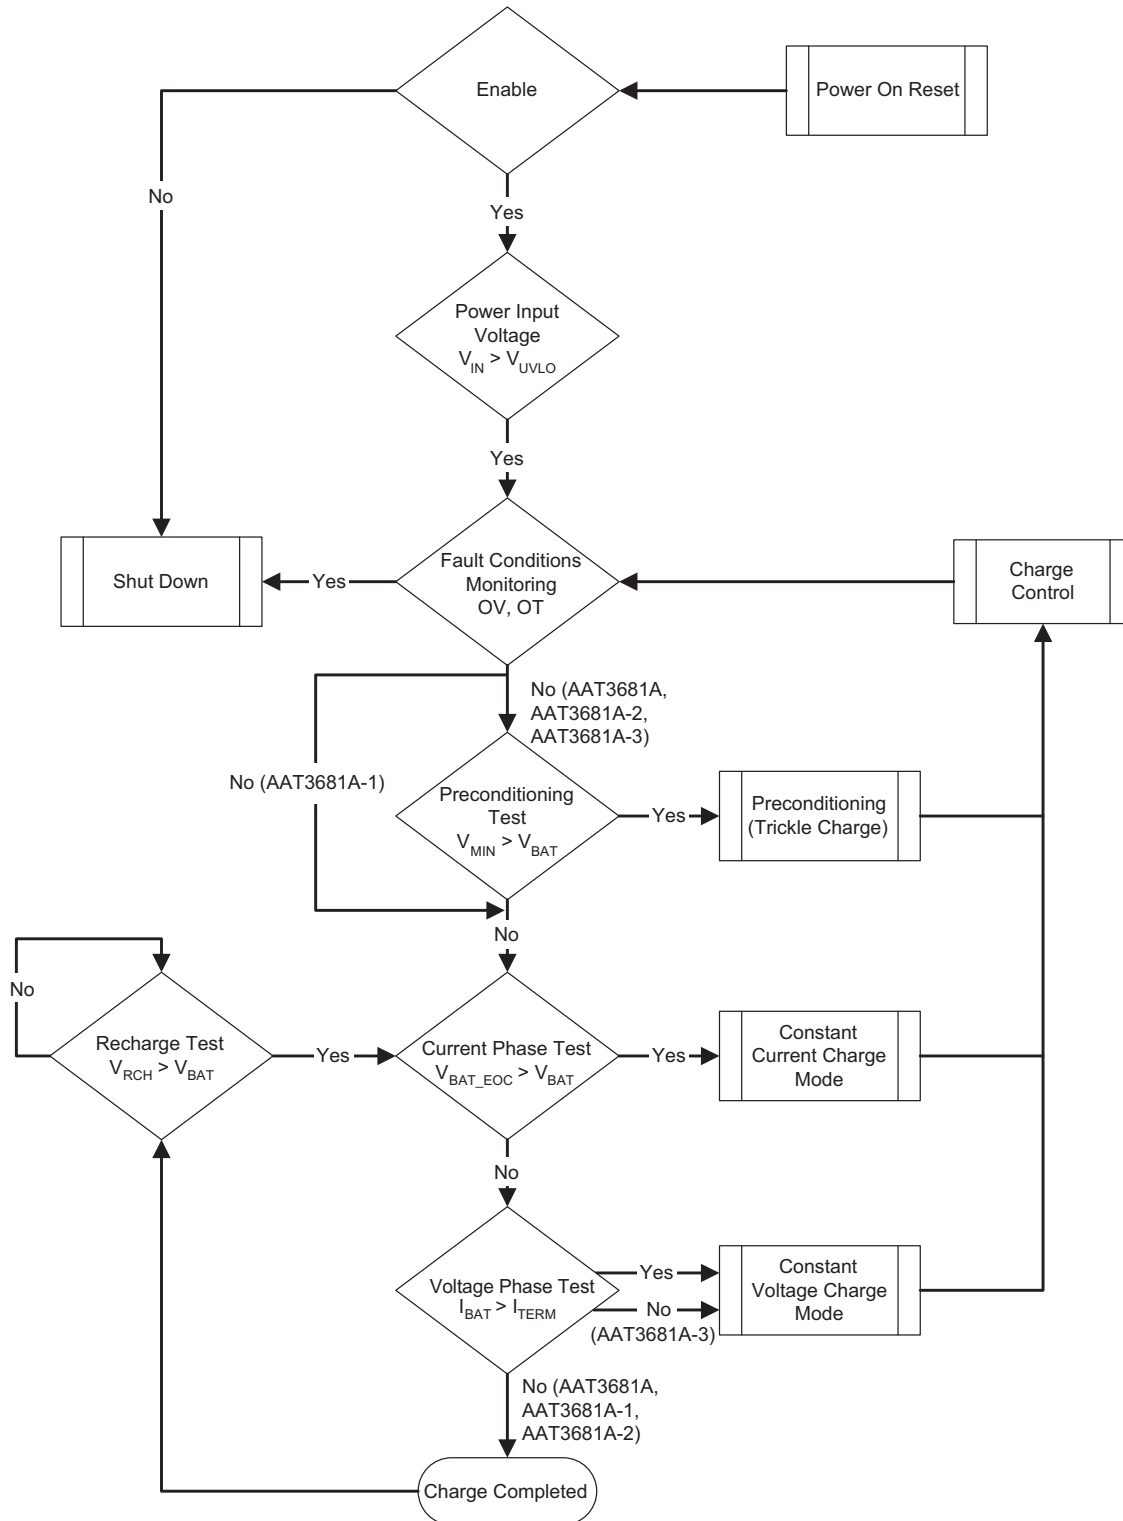 Enable
Power On Reset
No
Yes
Power Input
Voltage
V_IN > V_UVLO
Yes
Shut Down
Yes
Fault Conditions
Monitoring
OV, OT
Charge
Control
No (AAT3681A,
AAT3681A-2,
AAT3681A-3)
No (AAT3681A-1)
Preconditioning
Test
V_MIN > V_BAT
Yes
Preconditioning
(Trickle Charge)
No
No
Recharge Test
V_RCH > V_BAT
Yes
Current Phase Test
V_BAT_EOC > V_BAT
Yes
Constant
Current Charge
Mode
No
Voltage Phase Test
I_BAT > I_TERM
Yes
No
(AAT3681A-3)
Constant
Voltage Charge
Mode
No (AAT3681A,
AAT3681A-1,
AAT3681A-2)
Charge Completed